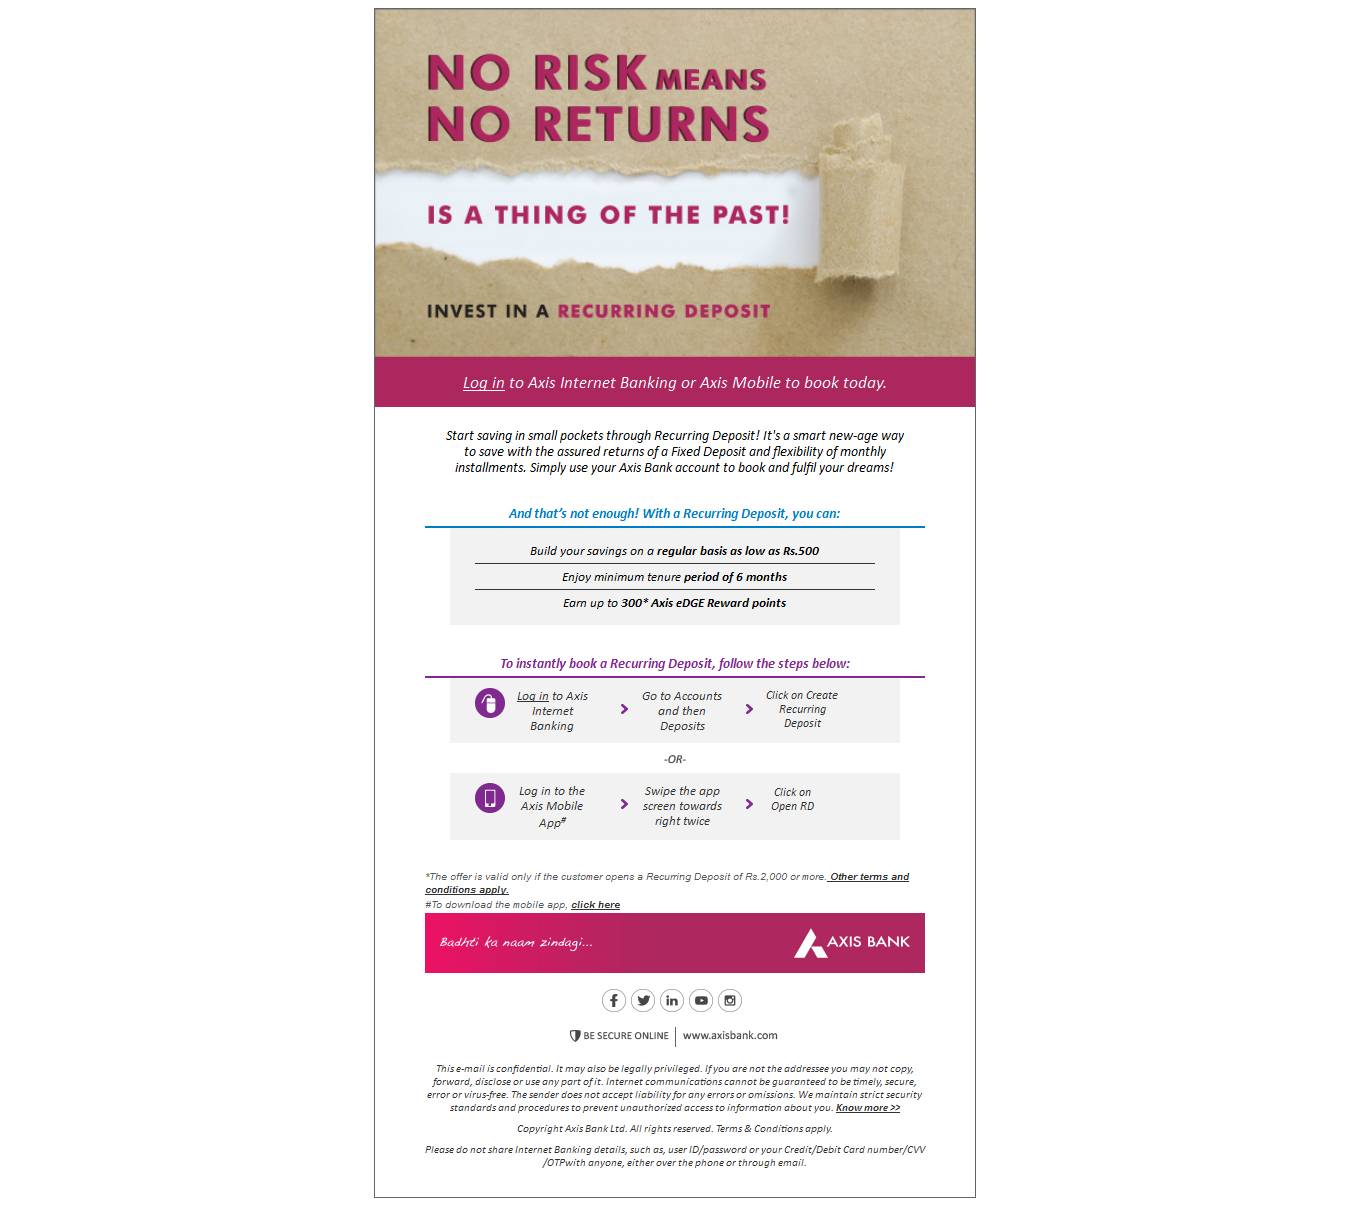 NO RISK MEANS
NO RETURNS
IS A THING OF THE PAST!
INVEST IN A RECURRING DEPOSIT
Log in to Axis Internet Banking or Axis Mobile to book today.
Start saving in small pockets through Recurring Deposit! It's a smart new-age way
to save with the assured returns of a Fixed Deposit and flexibility of monthly
installments. Simply use your Axis Bank account to book and fulfil your dreams!
And that's not enough! With a Recurring Deposit, you can:
Build your savings on a regular basis as low as Rs.500
Enjoy minimum tenure period of 6 months
Earn up to 300* Axis eDGE Reward points
To instantly book a Recurring Deposit, follow the steps below:
Log in to Axis
Internet
Banking
Go to Accounts
and then
Deposits
Click on Create
Recurring
Deposit
-OR-
Log in to the
Axis Mobile
App#
Swipe the app
screen towards
right twice
Click on
Open RD
*The offer is valid only if the customer opens a Recurring Deposit of Rs.2,000 or more. Other terms and
conditions apply.
#To download the mobile app, click here
Badhti ka naam zindagi...
AXIS BANK
BE SECURE ONLINE | www.axisbank.com
This e-mail is confidential. It may also be legally privileged. If you are not the addressee you may not copy,
forward, disclose or use any part of it. Internet communications cannot be guaranteed to be timely, secure,
error or virus-free. The sender does not accept liability for any errors or omissions. We maintain strict security
standards and procedures to prevent unauthorized access to information about you. Know more >>
Copyright Axis Bank Ltd. All rights reserved. Terms & Conditions apply.
Please do not share Internet Banking details, such as, user ID/password or your Credit/Debit Card number/CVV
/OTPwith anyone, either over the phone or through email.